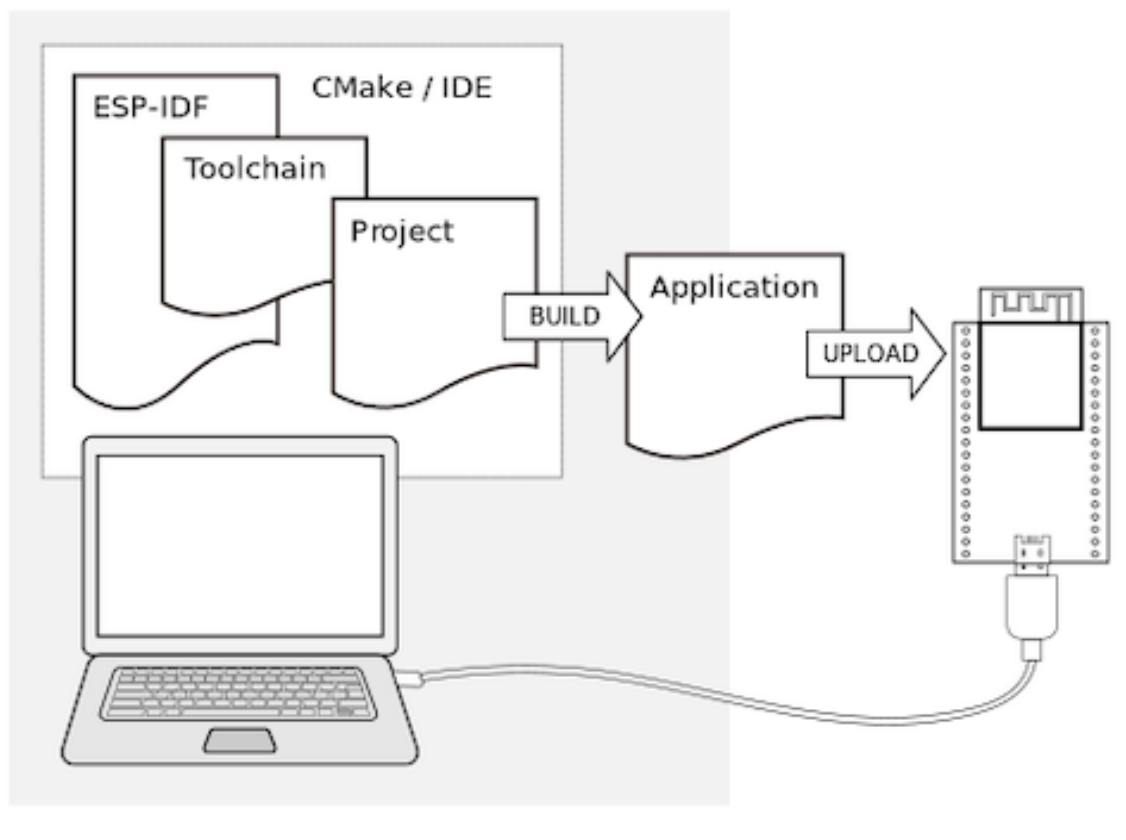 CMake / IDE
ESP-IDF
Toolchain
Project
BUILD
Application
UPLOAD